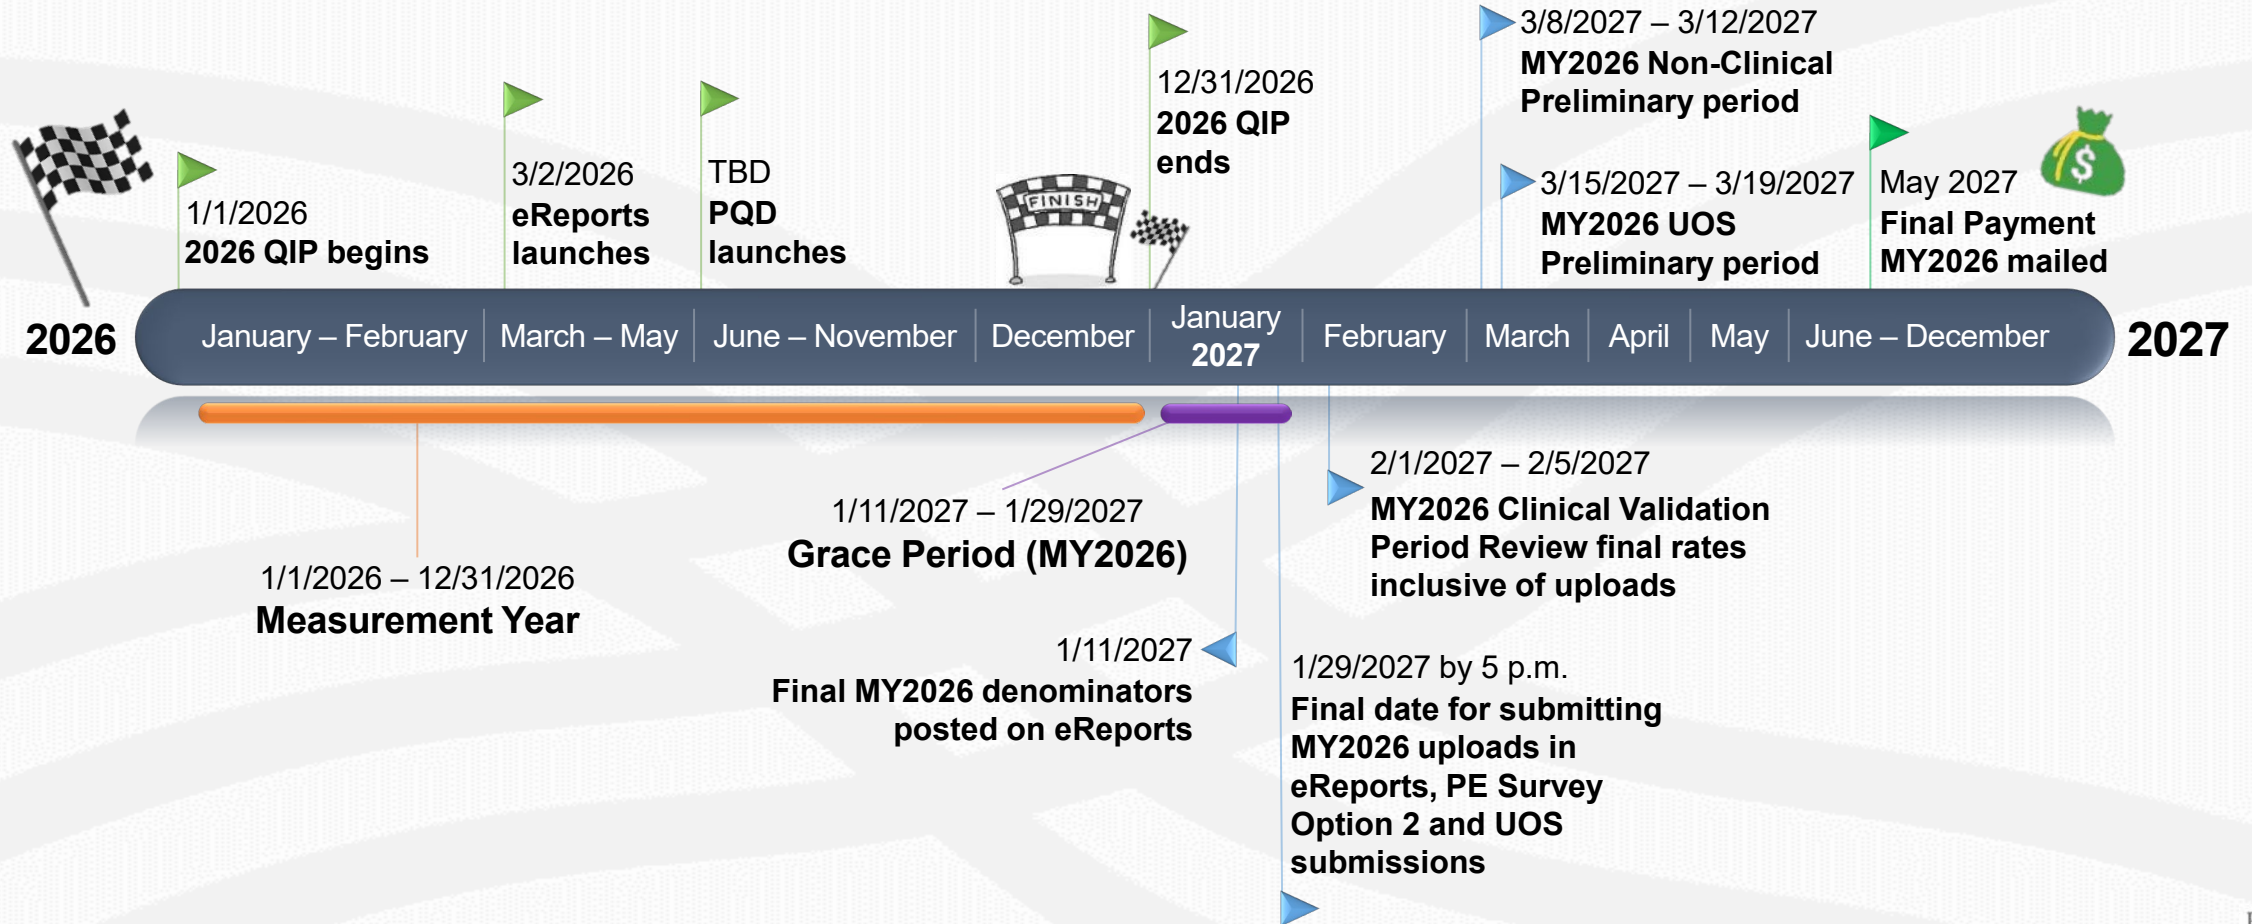 1/1/2026
2026 QIP begins
3/2/2026
eReports
launches
TBD
PQD
launches
FINISH
12/31/2026
2026 QIP
ends
3/8/2027 – 3/12/2027
MY2026 Non-Clinical
Preliminary period
3/15/2027 – 3/19/2027
MY2026 UOS
Preliminary period
May 2027
Final Payment
MY2026 mailed
$
2026
January – February
March – May
June – November
December
January
2027
February
March
April
May
June – December
2027
1/1/2026 – 12/31/2026
Measurement Year
1/11/2027 – 1/29/2027
Grace Period (MY2026)
1/11/2027
Final MY2026 denominators
posted on eReports
2/1/2027 – 2/5/2027
MY2026 Clinical Validation
Period Review final rates
inclusive of uploads
1/29/2027 by 5 p.m.
Final date for submitting
MY2026 uploads in
eReports, PE Survey
Option 2 and UOS
submissions